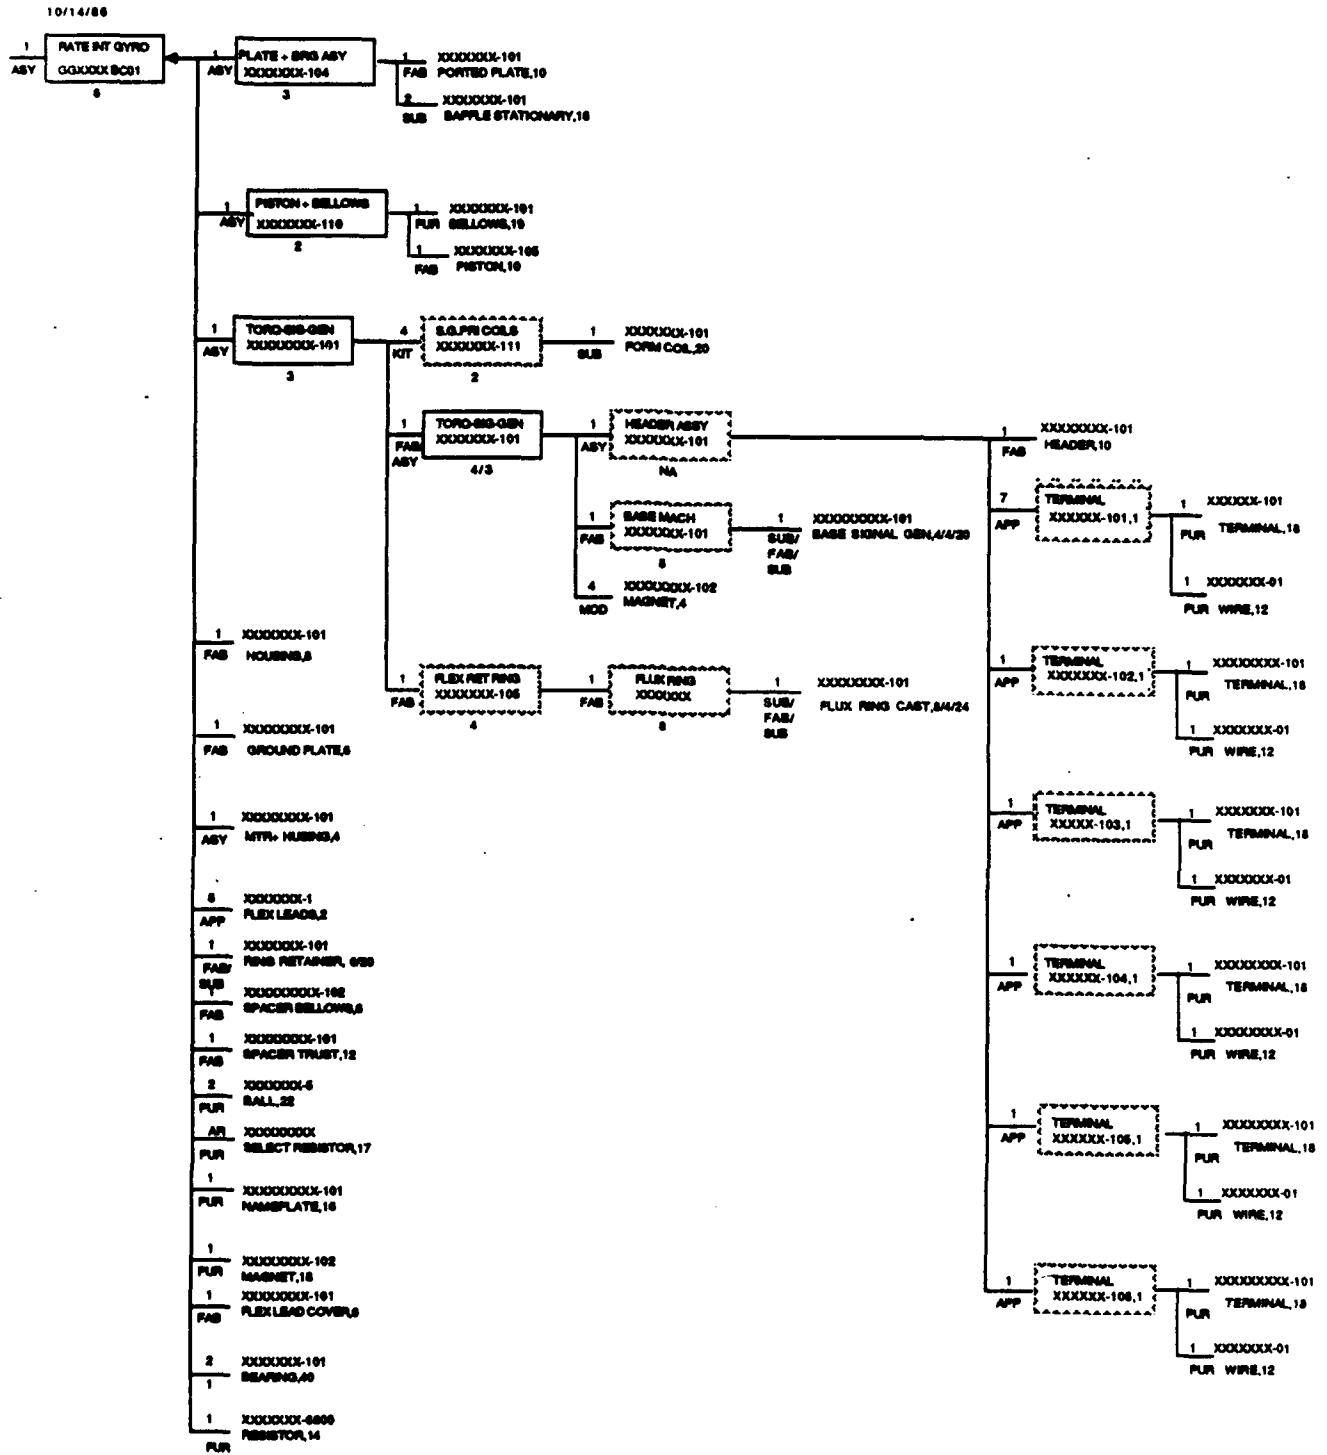 10/14/86
1
ASY
RATE INT GYRO
GGXXXX BC01
1
ASY
PLATE + BRG ASY
XXXXXXXX-104
3
1
FAB
XXXXXXX-101
PORTED PLATE,10
2
SUB
XXXXXXX-101
BAFFLE STATIONARY,18
1
ASY
PISTON + BELLOWS
XXXXXXXX-110
2
1
PUR
XXXXXXX-101
BELLOWS,19
1
FAB
XXXXXXX-105
PISTON,10
1
ASY
TORQ-SIG-GEN
XXXXXXXXX-101
3
4
KIT
S.G.PRI COILS
XXXXXXX-111
2
1
SUB
XXXXXXX-101
FORM COIL,20
1
FAB/
ASY
TORQ-SIG-GEN
XXXXXXX-101
4/3
1
ASY
HEADER ASSY
XXXXXXX-101
NA
1
FAB
XXXXXXXX-101
HEADER,10
1
FAB
BASE MACH
XXXXXXX-101
1
SUB/
FAB/
SUB
XXXXXXXXX-101
BASE SIGNAL GEN,4/4/20
4
MOD
XXXXXXXX-102
MAGNET,4
1
FAB
FLEX RET RING
XXXXXXX-105
4
1
FAB
FLUX RING
XXXXXXX
8
1
SUB/
FAB/
SUB
XXXXXXXX-101
FLUX RING CAST,8/4/24
7
APP
TERMINAL
XXXXXX-101,1
1
PUR
XXXXXX-101
TERMINAL,18
1
PUR
XXXXXXX-01
WIRE,12
1
APP
TERMINAL
XXXXXXX-102,1
1
PUR
XXXXXXXX-101
TERMINAL,18
1
PUR
XXXXXXX-01
WIRE,12
1
APP
TERMINAL
XXXXX-103,1
1
PUR
XXXXXXX-101
TERMINAL,18
1
PUR
XXXXXXX-01
WIRE,12
1
APP
TERMINAL
XXXXXX-104,1
1
PUR
XXXXXXXX-101
TERMINAL,18
1
PUR
XXXXXXXX-01
WIRE,12
1
APP
TERMINAL
XXXXXX-105,1
1
PUR
XXXXXXXX-101
TERMINAL,18
1
PUR
XXXXXXX-01
WIRE,12
1
APP
TERMINAL
XXXXXX-106,1
1
PUR
XXXXXXXXX-101
TERMINAL,18
1
PUR
XXXXXXX-01
WIRE,12
1
FAB
XXXXXXX-101
HOUSING,8
1
FAB
XXXXXXXX-101
GROUND PLATE,6
1
ASY
XXXXXXXX-101
MTR+ HUBING,4
APP
XXXXXXX-1
FLEX LEADS,2
1
FAB/
SUB
XXXXXXX-101
RING RETAINER,
1
FAB
XXXXXXXXX-102
SPACER BELLOWS,6
1
FAB
XXXXXXXX-101
SPACER TRUST,12
2
PUR
XXXXXXX-5
BALL,22
AR
PUR
XXXXXXXXX
SELECT RESISTOR,17
1
PUR
XXXXXXXXX-101
NAMEPLATE,16
1
PUR
XXXXXXXX-102
MAGNET,18
1
FAB
XXXXXXXX-101
FLEX LEAD COVER,6
2
1
XXXXXXX-101
BEARING,40
1
PUR
XXXXXXX-
RESISTOR,14